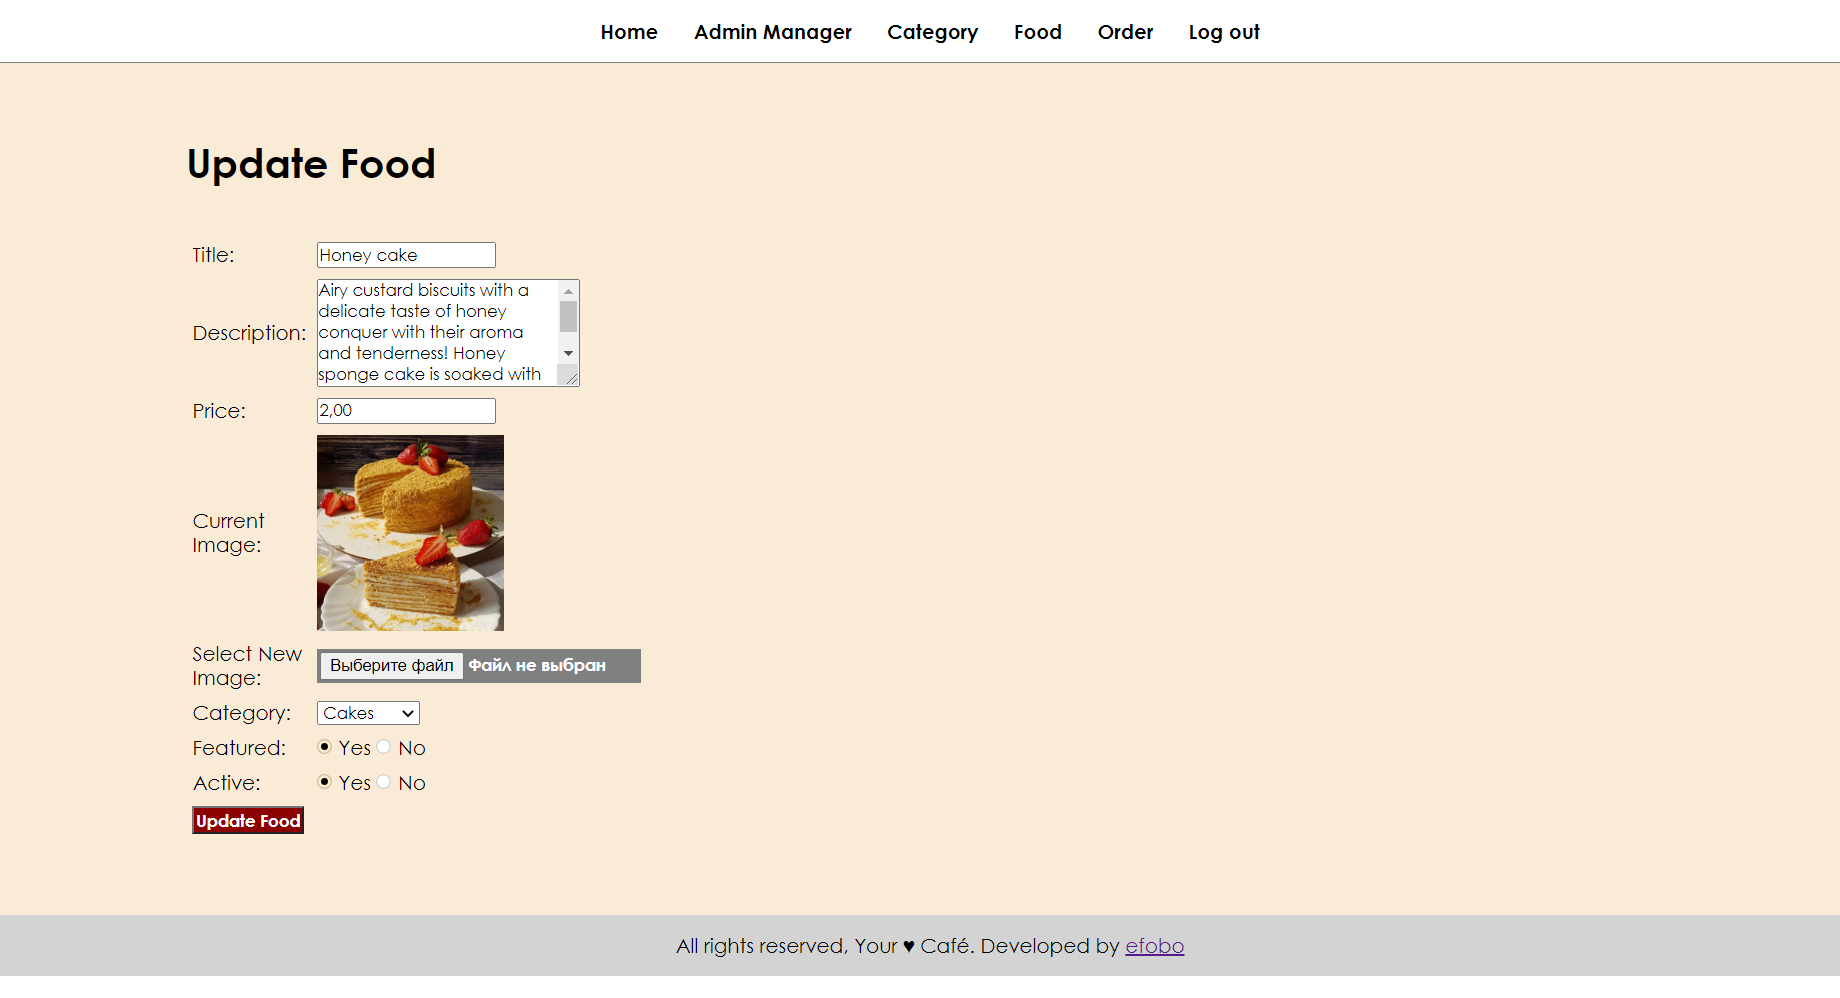 Home Admin Manager Category Food Order Log out
Update Food
Title: Honey cake
Description: Airy custard biscuits with a
delicate taste of honey
conquer with their aroma
and tenderness! Honey
sponge cake is soaked with
Price: 2,00
Current
Image:
Select New
Image:
Выберите файл Файл не выбран
Category: Cakes
Featured: Yes No
Active: Yes No
Update Food
All rights reserved, Your ♥ Café. Developed by efobo